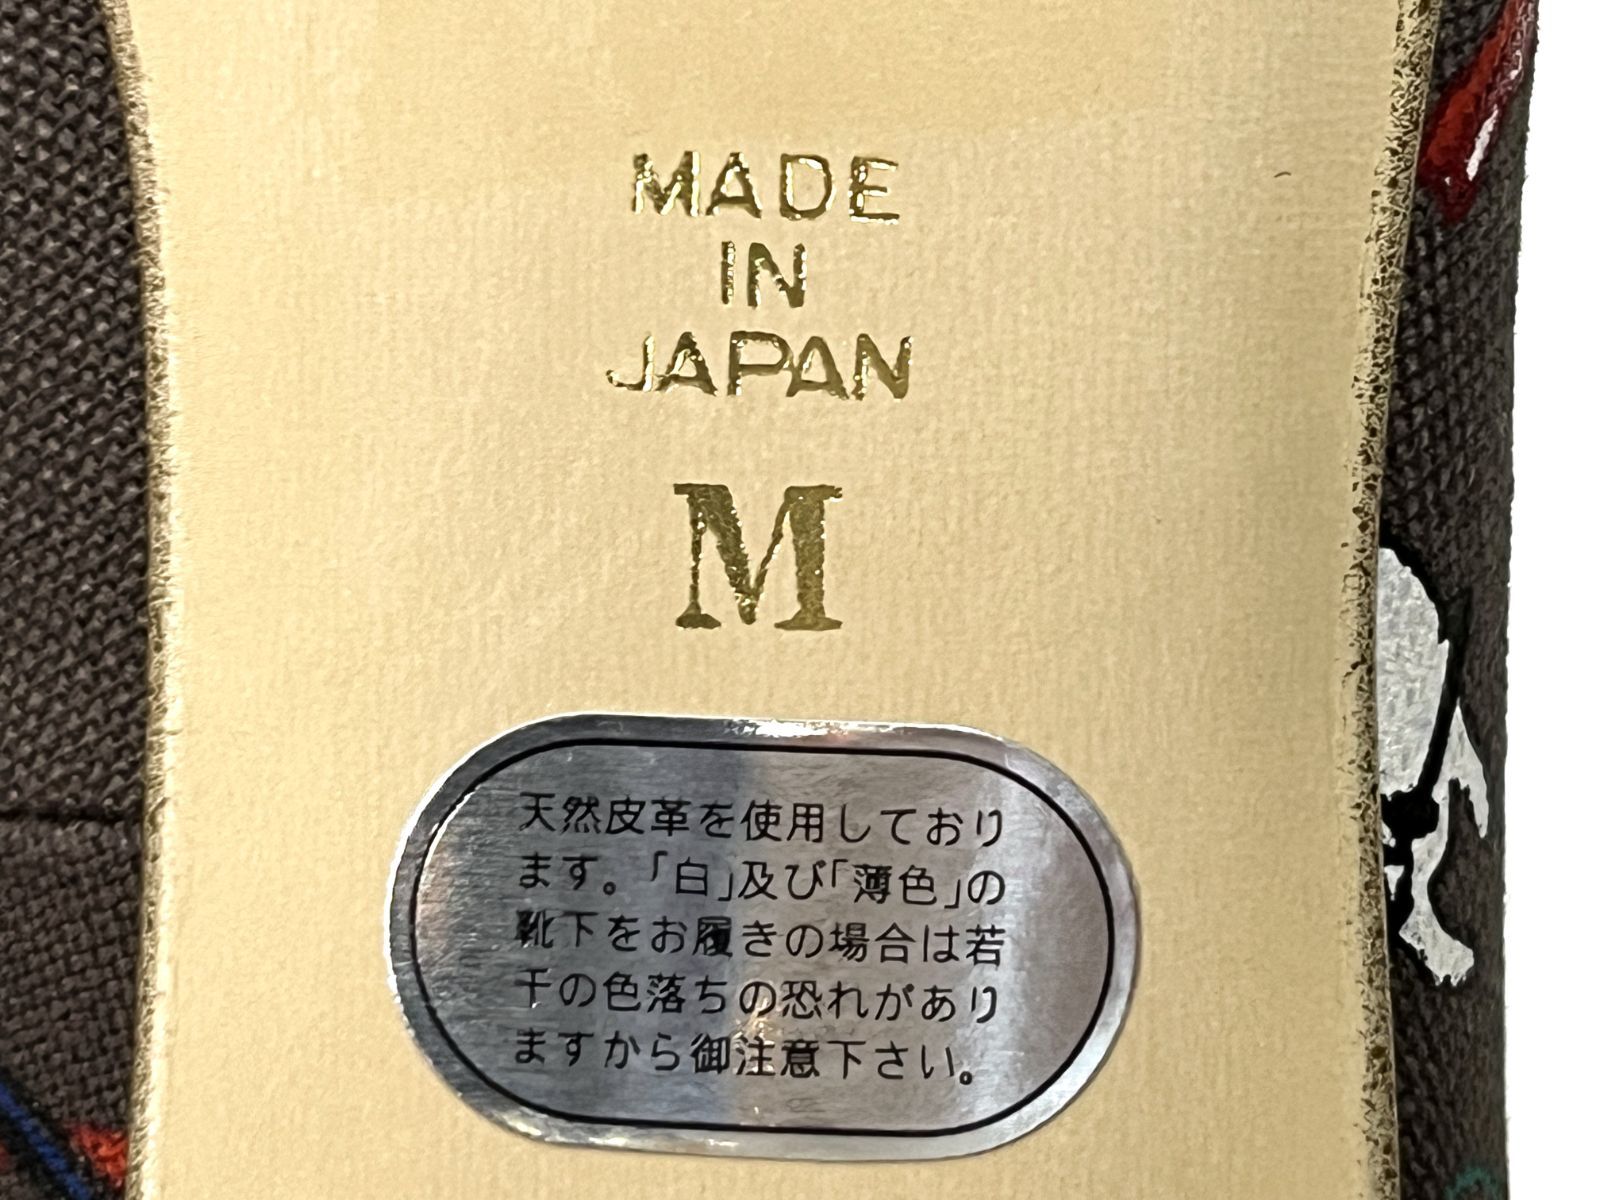 MADE
IN
JAPAN
M
天然皮革を使用しており
ます。「白」及び「薄色」の
靴下をお履きの場合は若
干の色落ちの恐れがあり
ますから御注意下さい。